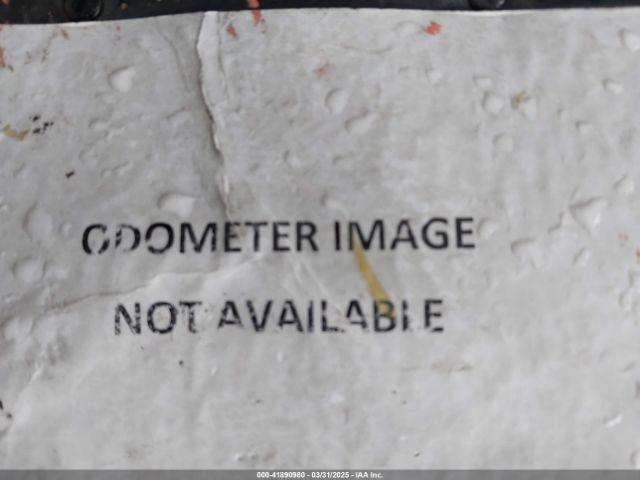 ODOMETER IMAGE
NOT AVAILABLE
000-41890980 - 03/31/2025 - IAA Inc.